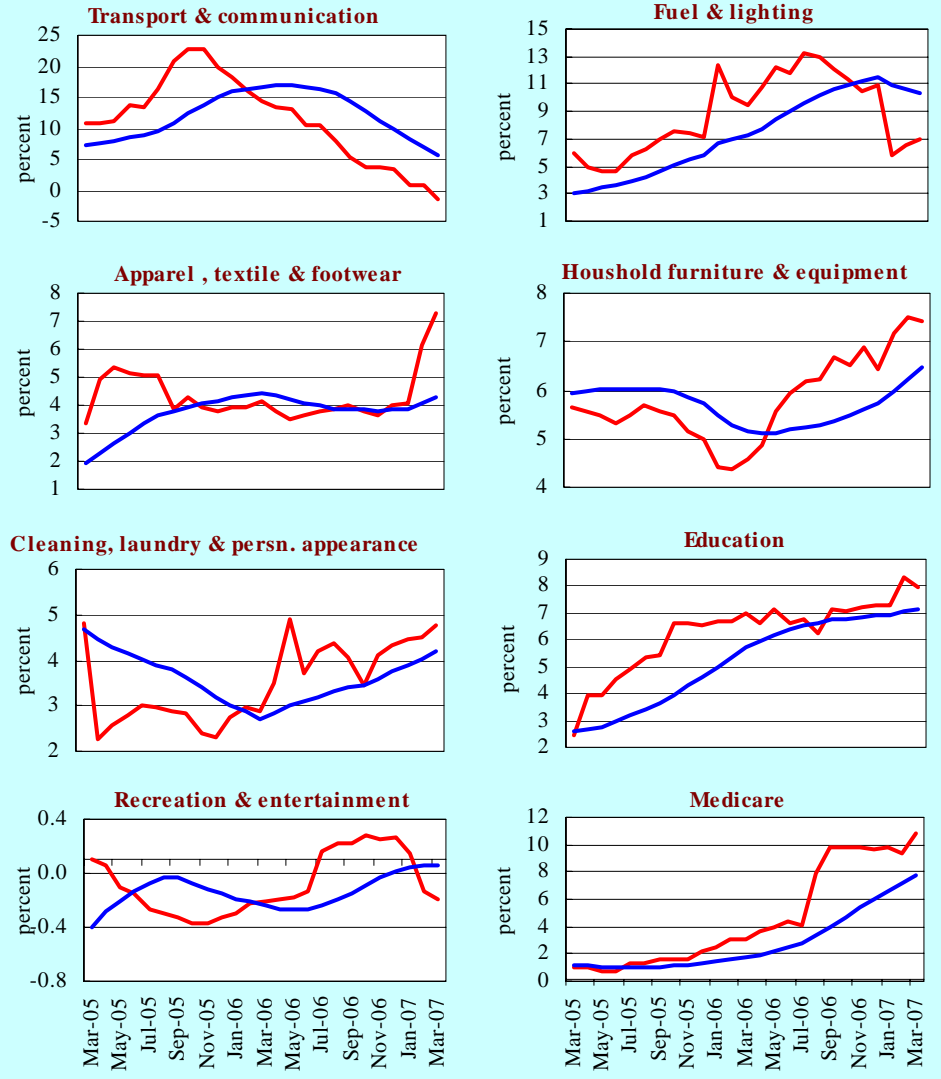 Transport & communication
percent
25
20
15
10
5
0
-5
Fuel & lighting
percent
15
13
11
9
7
5
3
1
Apparel , textile & footwear
percent
8
7
6
5
4
3
2
1
Houshold furniture & equipment
percent
8
7
6
5
4
Cleaning, laundry & persn. appearance
percent
6
5
4
3
2
Education
percent
9
8
7
6
5
4
3
2
Recreation & entertainment
percent
0.4
0.0
-0.4
-0.8
Mar-05
May-05
Jul-05
Sep-05
Nov-05
Jan-06
Mar-06
May-06
Jul-06
Sep-06
Nov-06
Jan-07
Mar-07
Medicare
percent
12
10
8
6
4
2
0
Mar-05
May-05
Jul-05
Sep-05
Nov-05
Jan-06
Mar-06
May-06
Jul-06
Sep-06
Nov-06
Jan-07
Mar-07